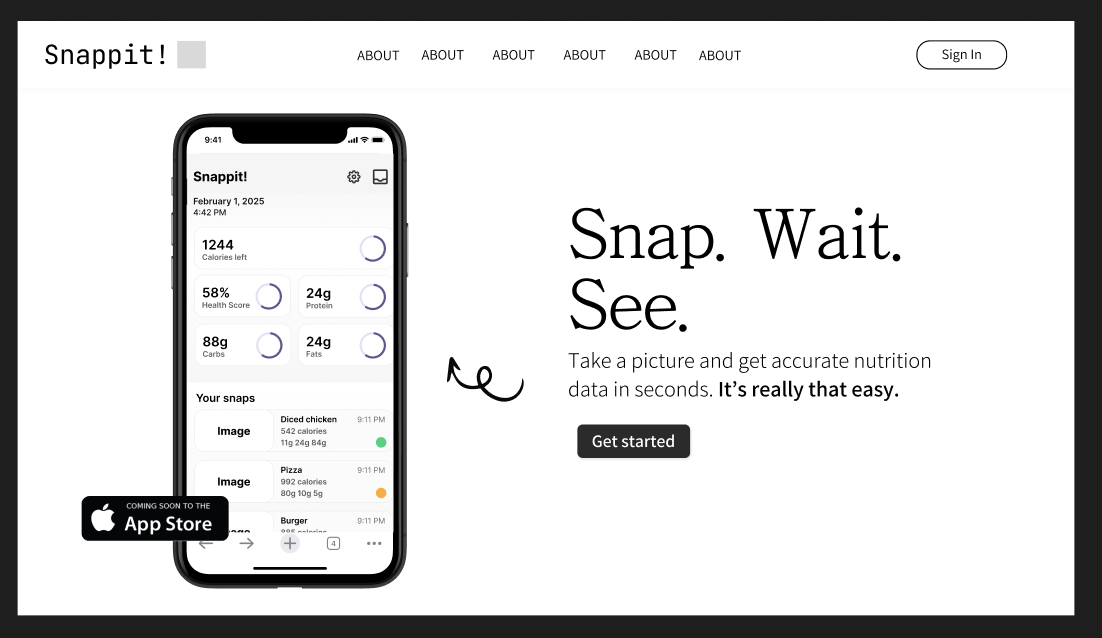 Snappit!
ABOUT ABOUT ABOUT ABOUT ABOUT ABOUT
Sign In
9:41
Snappit!
February 1, 2025
4:42 PM
1244
Calories left
58%
Health Score
24g
Protein
88g
Carbs
24g
Fats
Your snaps
Image
Diced chicken 9:11 PM
542 calories
11g 24g 84g
Image
Pizza 9:11 PM
992 calories
80g 10g 5g
Burger 9:11 PM
4
COMING SOON TO THE
App Store
Snap. Wait.
See.
Take a picture and get accurate nutrition
data in seconds. It's really that easy.
Get started